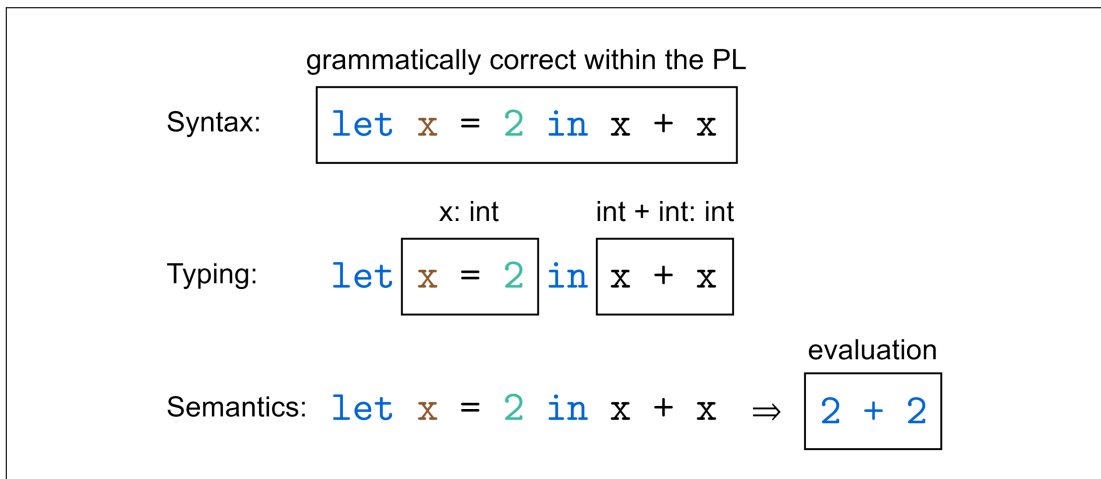 grammatically correct within the PL
Syntax: let x = 2 in x + x
x: int int + int: int
Typing: let x = 2 in x + x
evaluation
Semantics: let x = 2 in x + x ⇒ 2 + 2